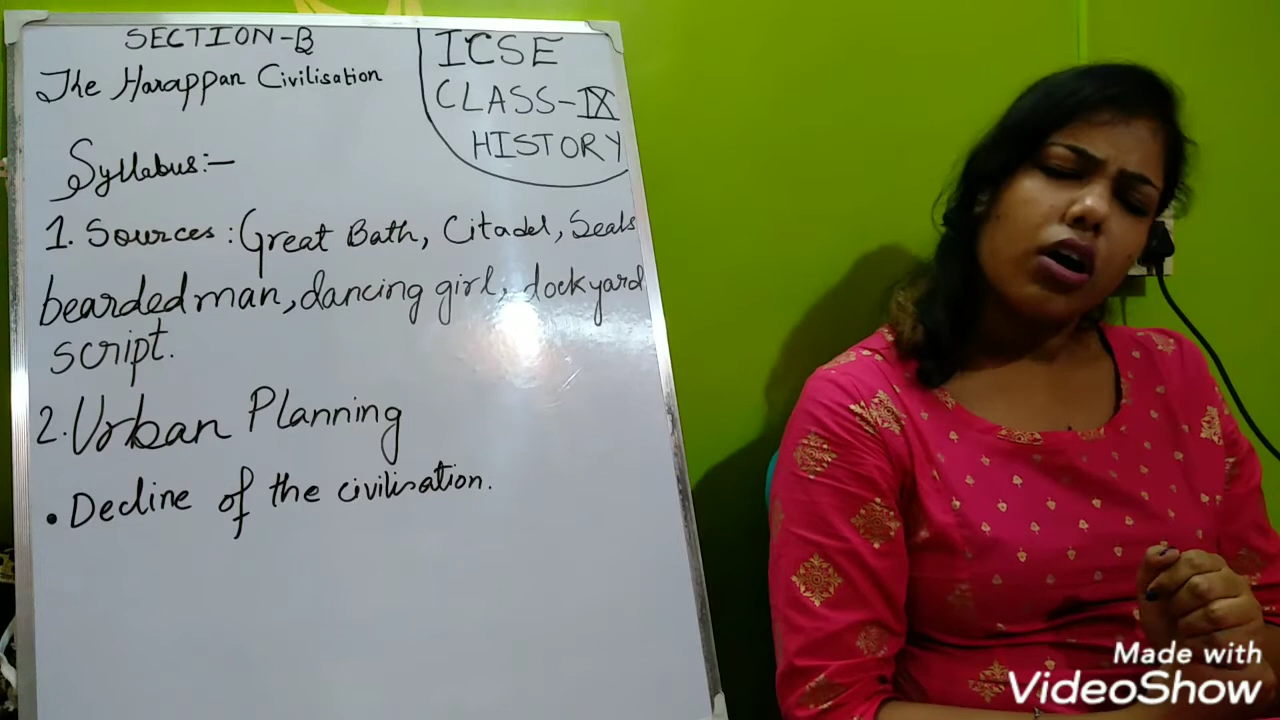 SECTION-B
The Harappan Civilisation
ICSE
CLASS-IX
HISTORY
Syllabus:-
1. Sources: Great Bath, Citadel, Seals
bearded man, dancing girl, dockyard
script.
2. Urban Planning
• Decline of the civilisation.
Made with
VideoShow